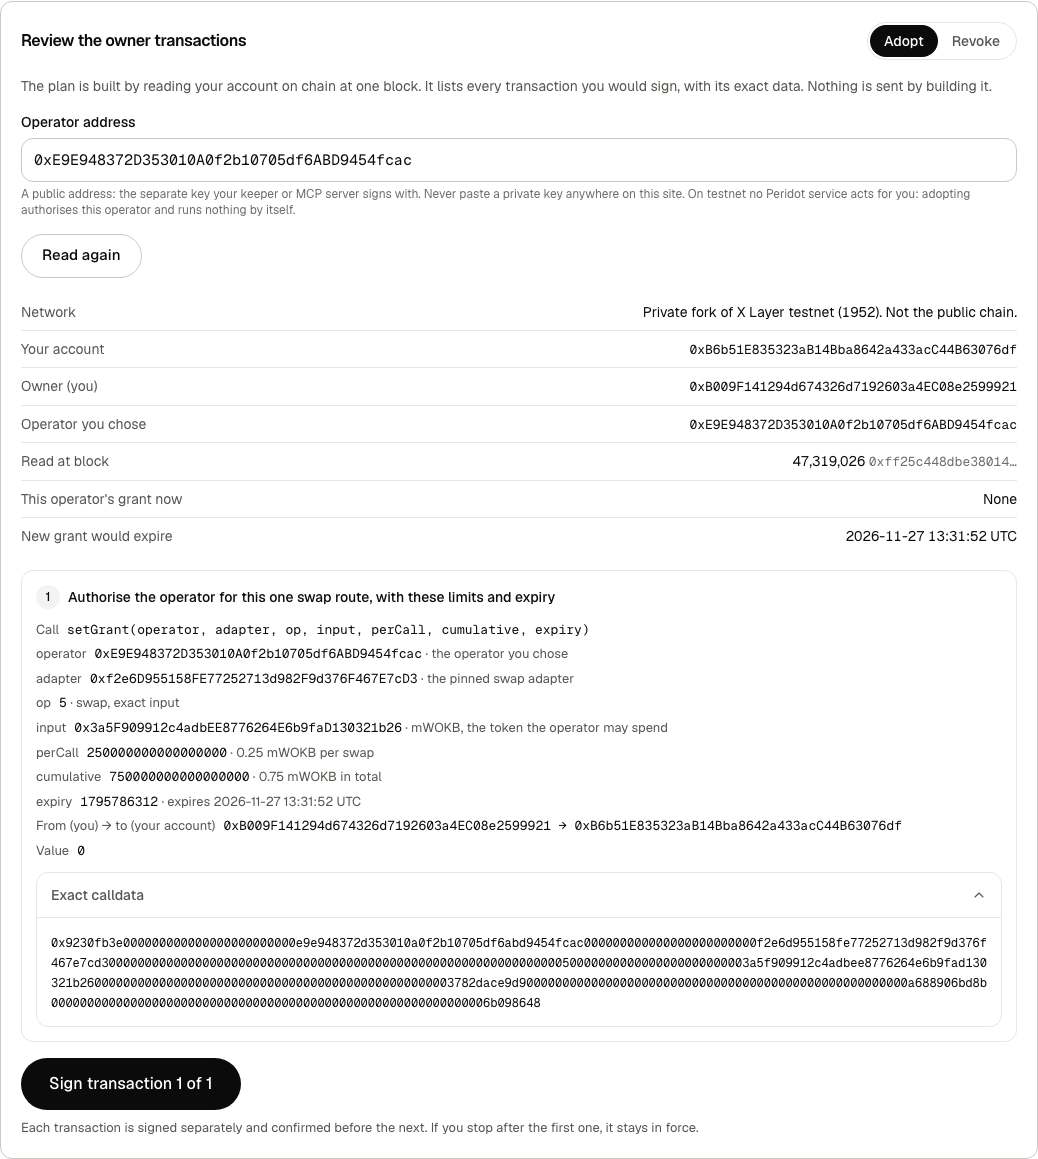 Review the owner transactions
Adopt
Revoke
The plan is built by reading your account on chain at one block. It lists every transaction you would sign, with its exact data. Nothing is sent by building it.
Operator address
0xE9E948372D353010A0f2b10705df6ABD9454fcac
A public address: the separate key your keeper or MCP server signs with. Never paste a private key anywhere on this site. On testnet no Peridot service acts for you: adopting
authorises this operator and runs nothing by itself.
Read again
Network Private fork of X Layer testnet (1952). Not the public chain.
Your account 0xB6b51E835323aB14Bba8642a433acC44B63076df
Owner (you) 0xB009F141294d674326d7192603a4EC08e2599921
Operator you chose 0xE9E948372D353010A0f2b10705df6ABD9454fcac
Read at block 47,319,026 0xff25c448dbe38014…
This operator's grant now None
New grant would expire 2026-11-27 13:31:52 UTC
1 Authorise the operator for this one swap route, with these limits and expiry
Call setGrant(operator, adapter, op, input, perCall, cumulative, expiry)
operator 0xE9E948372D353010A0f2b10705df6ABD9454fcac · the operator you chose
adapter 0xf2e6D955158FE77252713d982F9d376F467E7cD3 · the pinned swap adapter
op 5 · swap, exact input
input 0x3a5F909912c4adbEE8776264E6b9faD130321b26 · mWOKB, the token the operator may spend
perCall 250000000000000000 · 0.25 mWOKB per swap
cumulative 750000000000000000 · 0.75 mWOKB in total
expiry 1795786312 · expires 2026-11-27 13:31:52 UTC
From (you) → to (your account) 0xB009F141294d674326d7192603a4EC08e2599921 → 0xB6b51E835323aB14Bba8642a433acC44B63076df
Value 0
Exact calldata
0x9230fb3e000000000000000000000000e9e948372d353010a0f2b10705df6abd9454fcac000000000000000000000000f2e6d955158fe77252713d982f9d376f
467e7cd300000000000000000000000000000000000000000000000000000000000000050000000000000000000000003a5f909912c4adbee8776264e6b9fad130
321b2600000000000000000000000000000000000000000000000003782dace9d900000000000000000000000000000000000000000000000000000a688906bd8b
0000000000000000000000000000000000000000000000000000000000006b098648
Sign transaction 1 of 1
Each transaction is signed separately and confirmed before the next. If you stop after the first one, it stays in force.